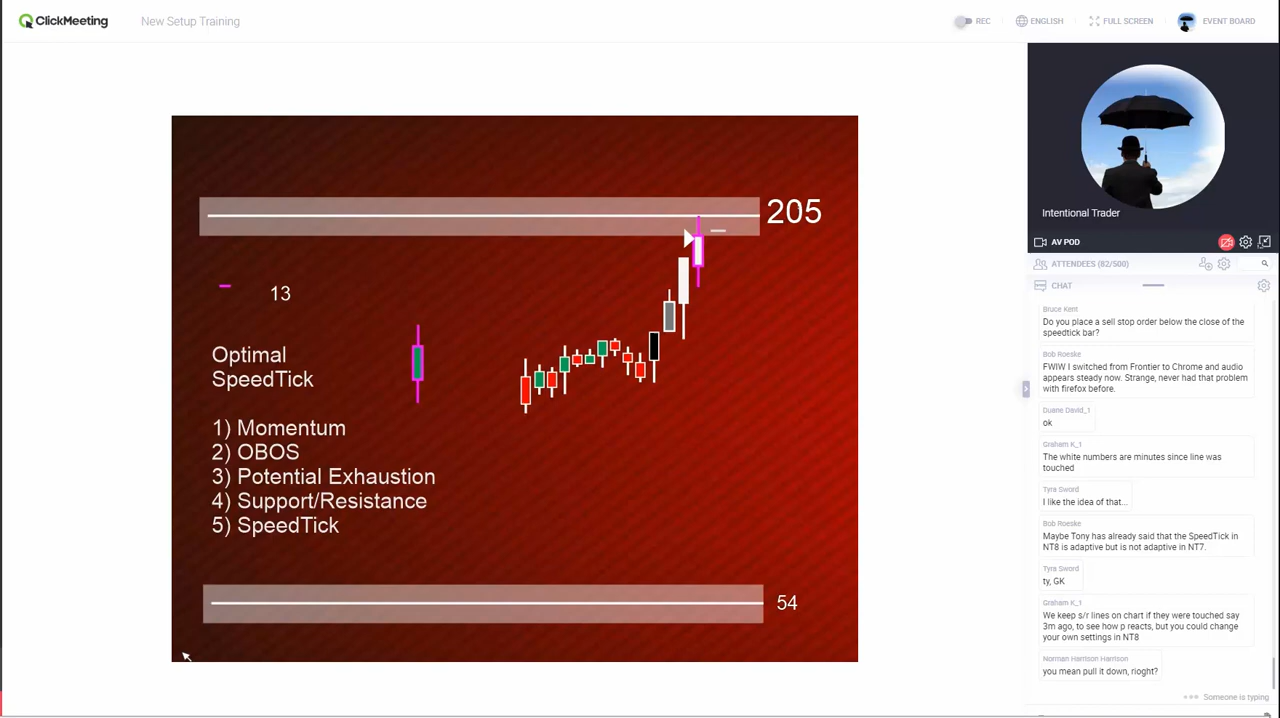 ClickMeeting
New Setup Training
REC
ENGLISH
FULL SCREEN
EVENT BOARD
205
13
Optimal
SpeedTick
1) Momentum
2) OBOS
3) Potential Exhaustion
4) Support/Resistance
5) SpeedTick
54
Intentional Trader
AV POD
ATTENDEES (82/500)
CHAT
Bruce Kent
Do you place a sell stop order below the close of the
speedtick bar?
Bob Roeske
FWIW I switched from Frontier to Chrome and audio
appears steady now. Strange, never had that problem
with firefox before.
Duane David_1
ok
Graham K_1
The white numbers are minutes since line was
touched
Tyra Sword
I like the idea of that...
Bob Roeske
Maybe Tony has already said that the SpeedTick in
NT8 is adaptive but is not adaptive in NT7.
Tyra Sword
ty, GK
Graham K_1
We keep s/r lines on chart if they were touched say
3m ago, to see how p reacts, but you could change
your own settings in NT8
Norman Harrison Harrison
you mean pull it down, rioght?
Someone is typing